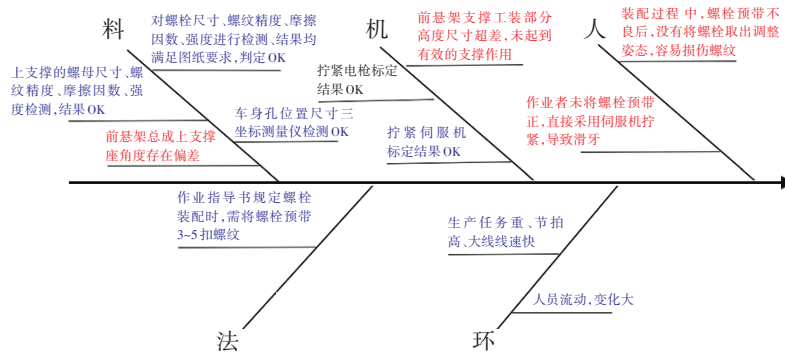 料
对螺栓尺寸、螺纹精度、摩擦
因数、强度进行检测、结果均
满足图纸要求,判定OK
上支撑的螺母尺寸、螺
纹精度、摩擦因数、强
度检测,结果OK
车身孔位置尺寸三
坐标测量仪检测OK
前悬架总成上支撑
座角度存在偏差
机
前悬架支撑工装部分
高度尺寸超差,未起到
有效的支撑作用
拧紧电枪标定
结果OK
拧紧伺服机
标定结果OK
人
装配过程中,螺栓预带不
良后,没有将螺栓取出调整
姿态,容易损伤螺纹
作业者未将螺栓预带
正,直接采用伺服机拧
紧,导致滑牙
作业指导书规定螺栓
装配时,需将螺栓预带
3~5扣螺纹
法
生产任务重、节拍
高、大线线速快
人员流动,变化大
环